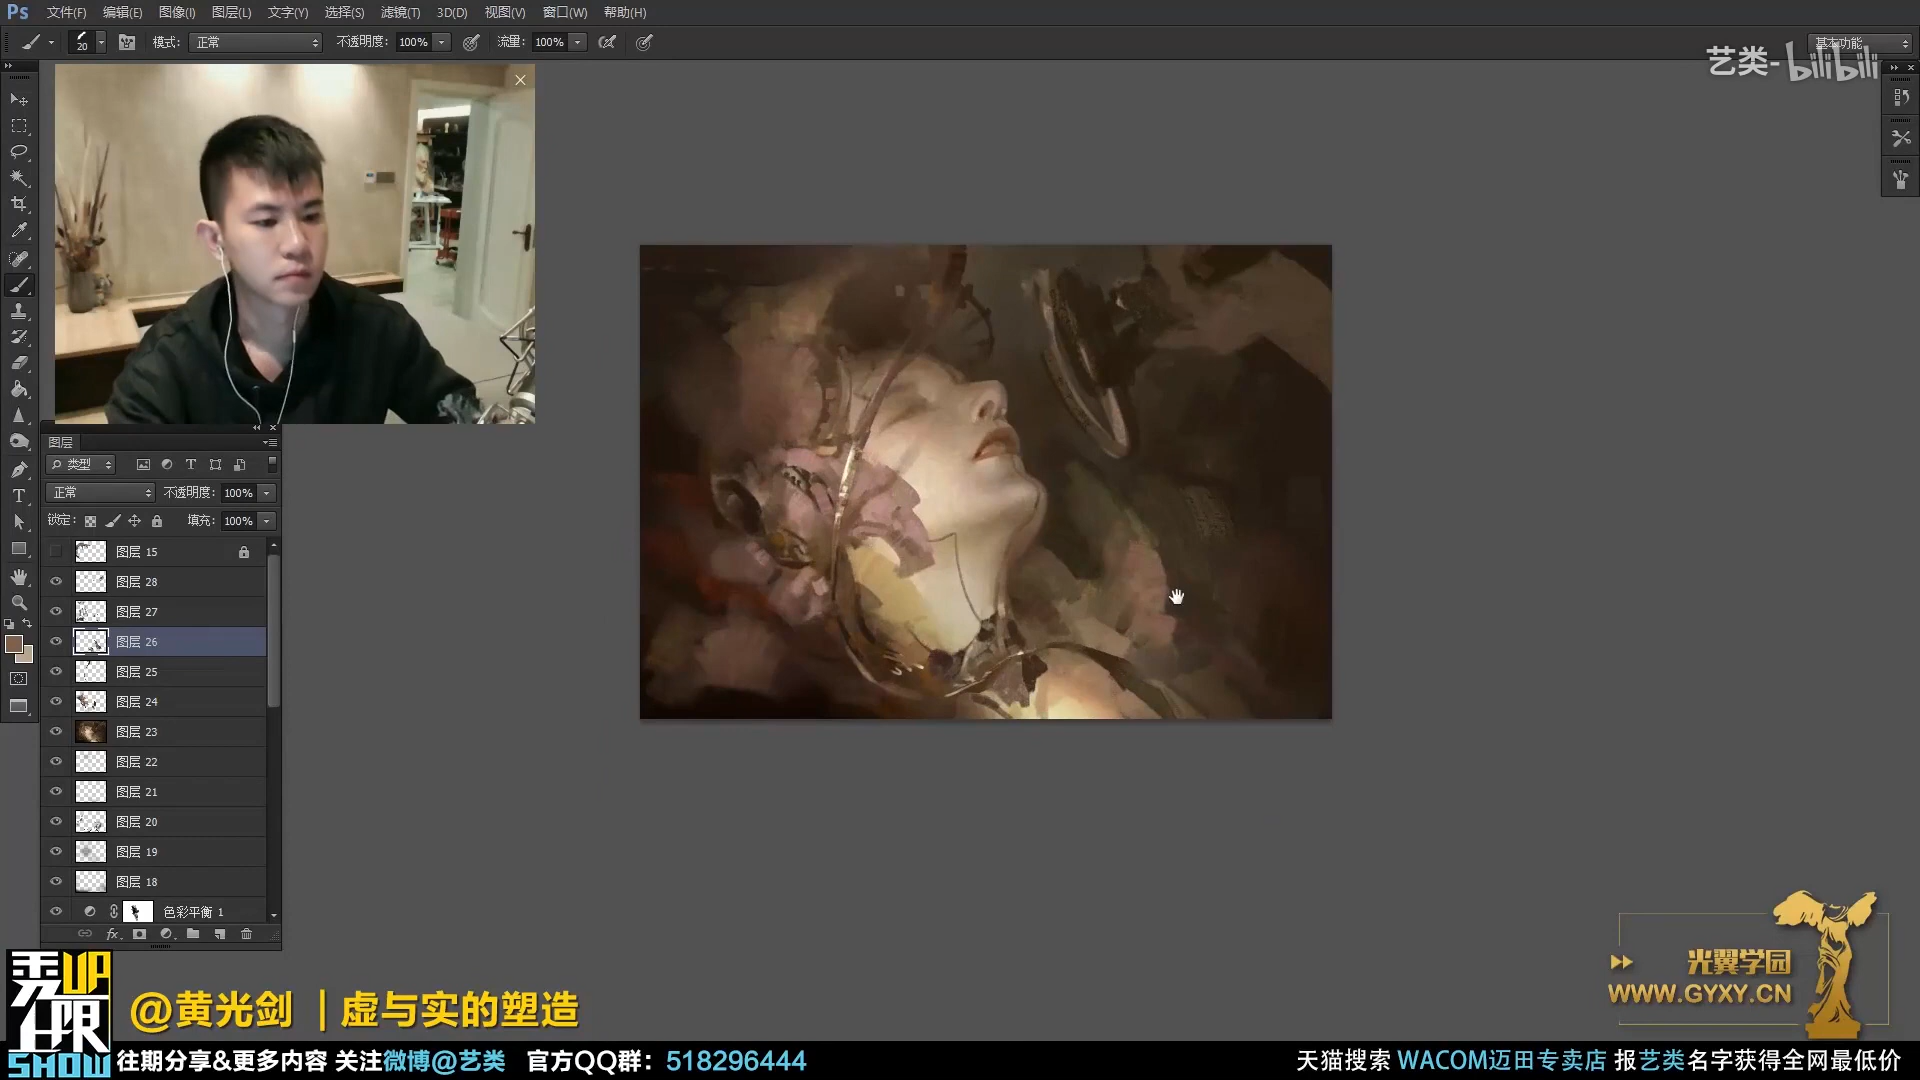 Ps 文件(F) 编辑(E) 图像(I) 图层(L) 文字(Y) 选择(S) 滤镜(T) 3D(D) 视图(V) 窗口(W) 帮助(H)
20 模式: 正常 不透明度: 100% 流量: 100% 基本功能
艺类-bilibili
图层
类型
正常 不透明度: 100%
锁定: 填充: 100%
图层 15
图层 28
图层 27
图层 26
图层 25
图层 24
图层 23
图层 22
图层 21
图层 20
图层 19
图层 18
色彩平衡 1
fx
光翼学园
WWW.GYXY.CN
秀UP
HR
SHOW
@黄光剑 | 虚与实的塑造
往期分享&更多内容 关注微博@艺类 官方QQ群: 518296444
天猫搜索 WACOM迈田专卖店 报艺类名字获得全网最低价